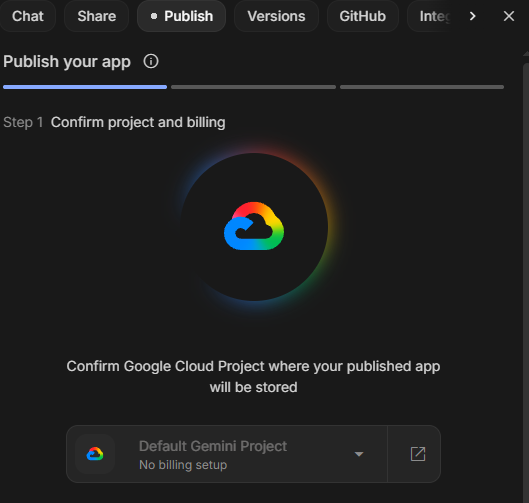 Chat Share Publish Versions GitHub
Publish your app
Step 1 Confirm project and billing
Confirm Google Cloud Project where your published app
will be stored
Default Gemini Project
No billing setup